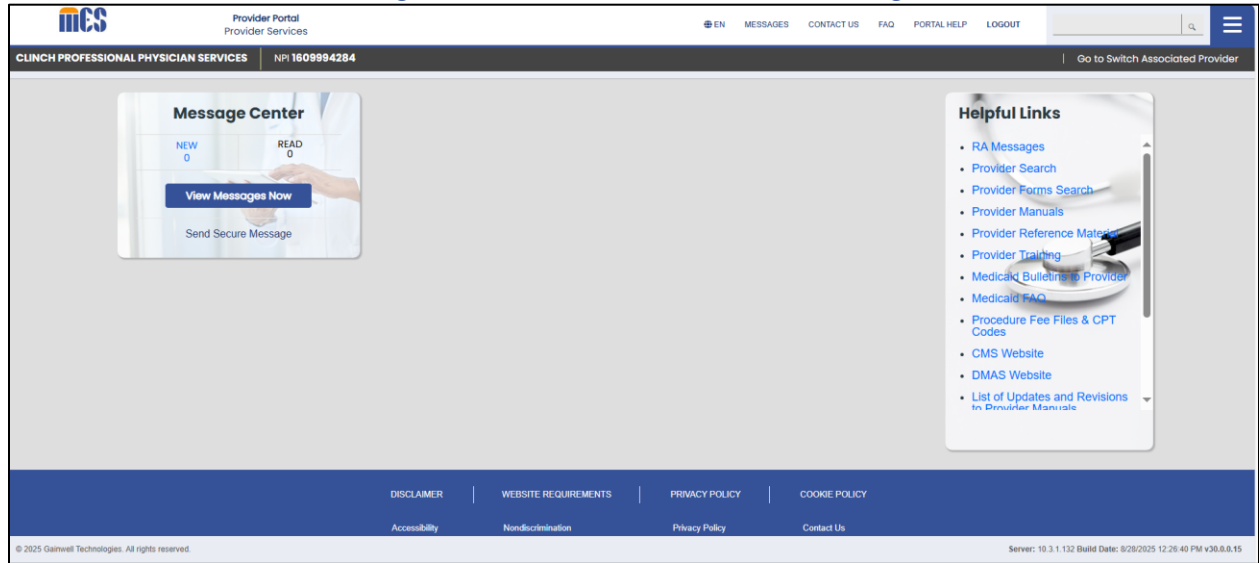 mes
Provider Portal
Provider Services
EN MESSAGES CONTACT US FAQ PORTAL HELP LOGOUT
CLINCH PROFESSIONAL PHYSICIAN SERVICES NPI 1609994284 Go to Switch Associated Provider
Message Center
NEW READ
0 0
View Messages Now
Send Secure Message
Helpful Links
• RA Messages
• Provider Search
• Provider Forms Search
• Provider Manuals
• Provider Reference Material
• Provider Training
• Medicaid Bulletins to Provider
• Medicaid FAQ
• Procedure Fee Files & CPT
Codes
• CMS Website
• DMAS Website
• List of Updates and Revisions
to Provider Manuals
DISCLAIMER WEBSITE REQUIREMENTS PRIVACY POLICY COOKIE POLICY
Accessibility Nondiscrimination Privacy Policy Contact Us
© 2025 Gainwell Technologies. All rights reserved. Server: 10.3.1.132 Build Date: 8/28/2025 12:26:40 PM v30.0.0.15